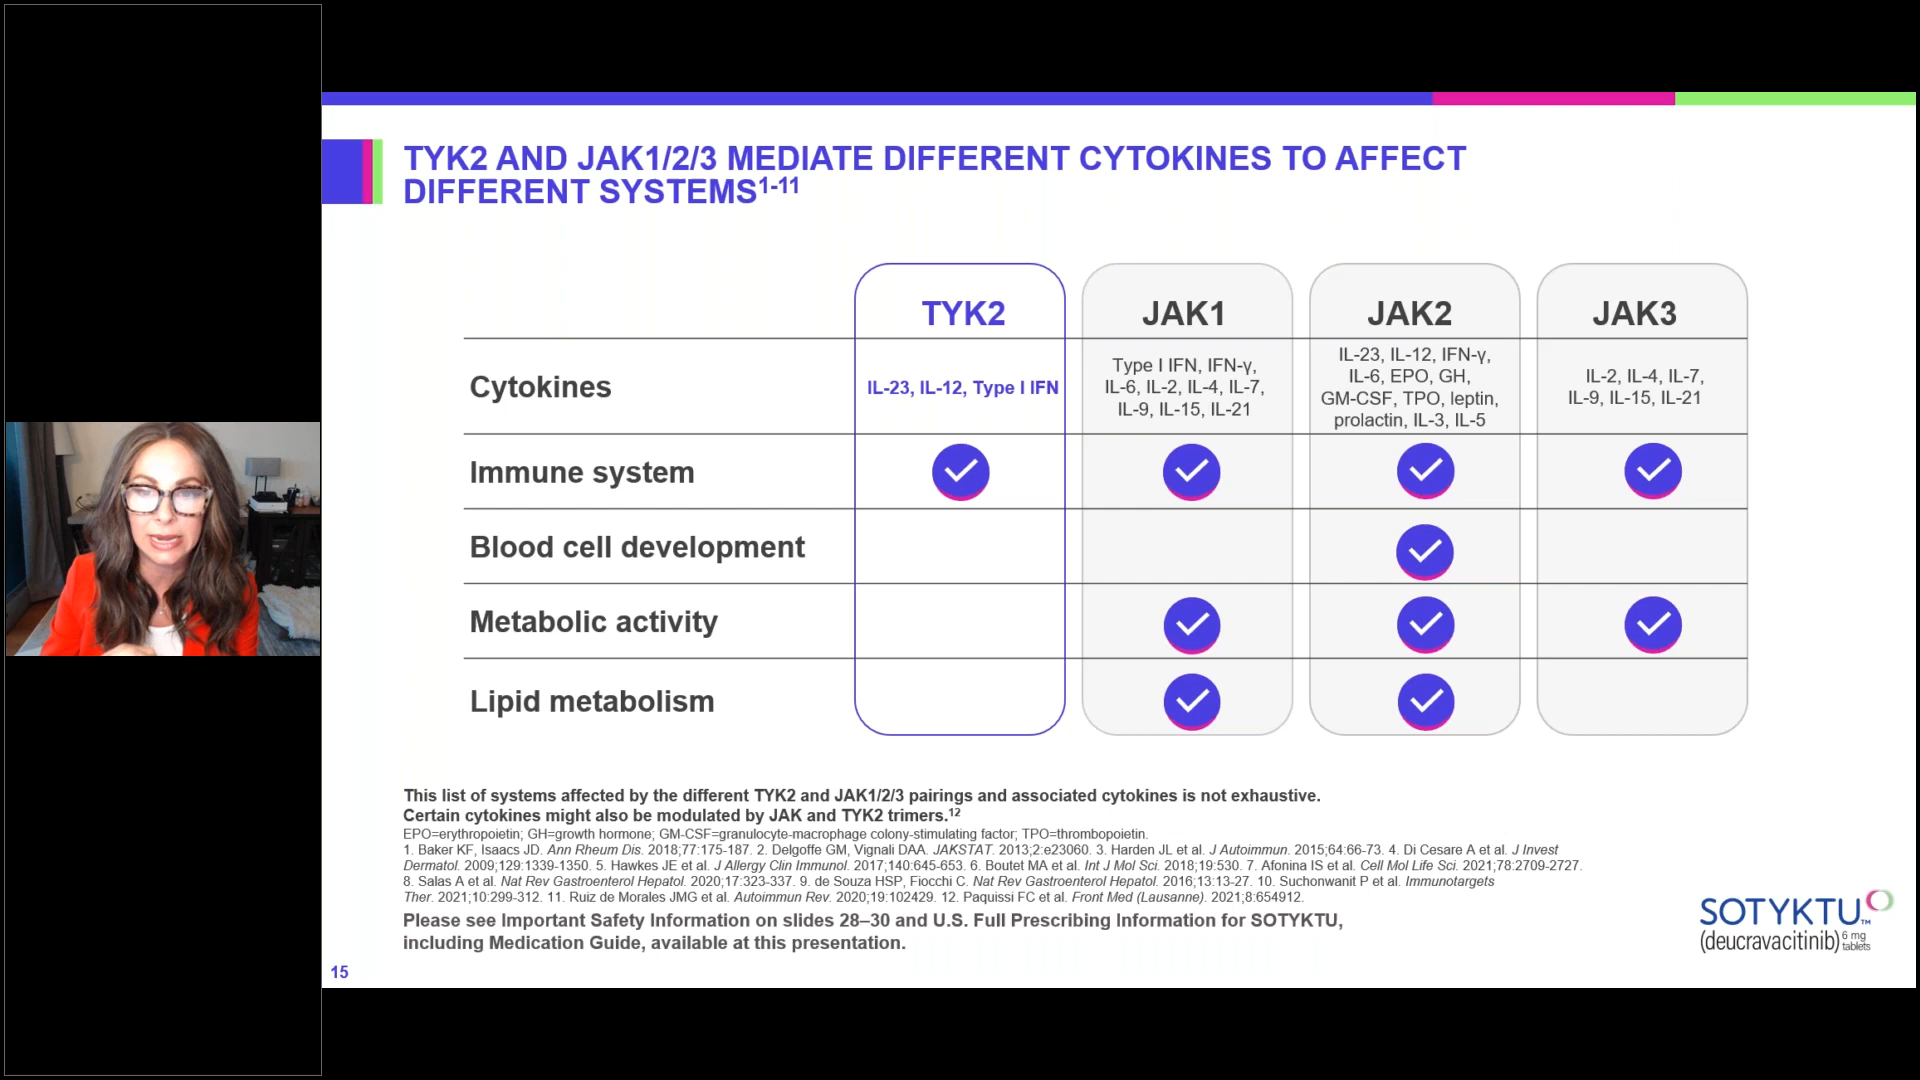 TYK2 AND JAK1/2/3 MEDIATE DIFFERENT CYTOKINES TO AFFECT
DIFFERENT SYSTEMS¹⁻¹¹
TYK2 JAK1 JAK2 JAK3
Cytokines
IL-23, IL-12, Type I IFN
Type I IFN, IFN-γ,
IL-6, IL-2, IL-4, IL-7,
IL-9, IL-15, IL-21
IL-23, IL-12, IFN-γ,
IL-6, EPO, GH,
GM-CSF, TPO, leptin,
prolactin, IL-3, IL-5
IL-2, IL-4, IL-7,
IL-9, IL-15, IL-21
Immune system
Blood cell development
Metabolic activity
Lipid metabolism
This list of systems affected by the different TYK2 and JAK1/2/3 pairings and associated cytokines is not exhaustive.
Certain cytokines might also be modulated by JAK and TYK2 trimers.¹²
EPO=erythropoietin; GH=growth hormone; GM-CSF=granulocyte-macrophage colony-stimulating factor; TPO=thrombopoietin.
1. Baker KF, Isaacs JD. Ann Rheum Dis. 2018;77:175-187. 2. Delgoffe GM, Vignali DAA. JAKSTAT. 2013;2:e23060. 3. Harden JL et al. J Autoimmun. 2015;64:66-73. 4. Di Cesare A et al. J Invest
Dermatol. 2009;129:1339-1350. 5. Hawkes JE et al. J Allergy Clin Immunol. 2017;140:645-653. 6. Boutet MA et al. Int J Mol Sci. 2018;19:530. 7. Afonina IS et al. Cell Mol Life Sci. 2021;78:2709-2727.
8. Salas A et al. Nat Rev Gastroenterol Hepatol. 2020;17:323-337. 9. de Souza HSP, Fiocchi C. Nat Rev Gastroenterol Hepatol. 2016;13:13-27. 10. Suchonwanit P et al. Immunotargets
Ther. 2021;10:299-312. 11. Ruiz de Morales JMG et al. Autoimmun Rev. 2020;19:102429. 12. Paquissi FC et al. Front Med (Lausanne). 2021;8:654912.
Please see Important Safety Information on slides 28–30 and U.S. Full Prescribing Information for SOTYKTU,
including Medication Guide, available at this presentation.
SOTYKTU™
(deucravacitinib) 6 mg tablets
15